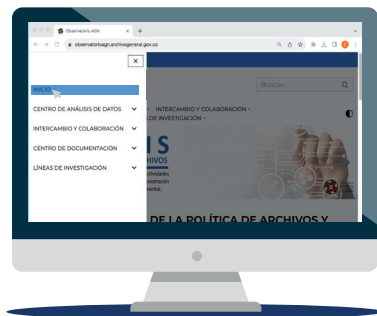 Observatorio AGN
observatorioagn.archivogeneral.gov.co
INICIO
Buscar...
CENTRO DE ANÁLISIS DE DATOS
INTERCAMBIO Y COLABORACIÓN
INTERCAMBIO Y COLABORACIÓN
DE INVESTIGACIÓN
CENTRO DE DOCUMENTACIÓN
LÍNEAS DE INVESTIGACIÓN
I S
HIVOS
DE LA POLÍTICA DE ARCHIVOS Y